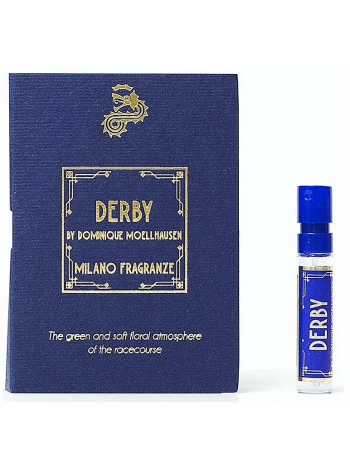 DERBY
BY DOMINIQUE MOELLHAUSEN
MILANO FRAGRANZE
The green and soft floral atmosphere
of the racecourse
DERBY